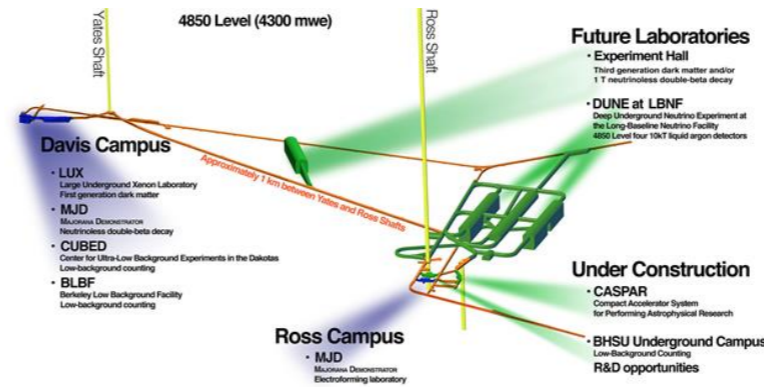 4850 Level (4300 mwe)
Yates Shaft
Ross Shaft
Future Laboratories
• Experiment Hall
Third generation dark matter and/or
1 T neutrinoless double-beta decay
• DUNE at LBNF
Deep Underground Neutrino Experiment at
the Long-Baseline Neutrino Facility
4850 Level four 10kT liquid argon detectors
Davis Campus
• LUX
Large Underground Xenon Laboratory
First generation dark matter
• MJD
MAJORANA DEMONSTRATOR
Neutrinoless double-beta decay
• CUBED
Center for Ultra-Low Background Experiments in the Dakotas
Low-background counting
• BLBF
Berkeley Low Background Facility
Low-background counting
Approximately 1 km between Yates and Ross Shafts
Ross Campus
• MJD
MAJORANA DEMONSTRATOR
Electroforming laboratory
Under Construction
• CASPAR
Compact Accelerator System
for Performing Astrophysical Research
• BHSU Underground Campus
Low-Background Counting
R&D opportunities